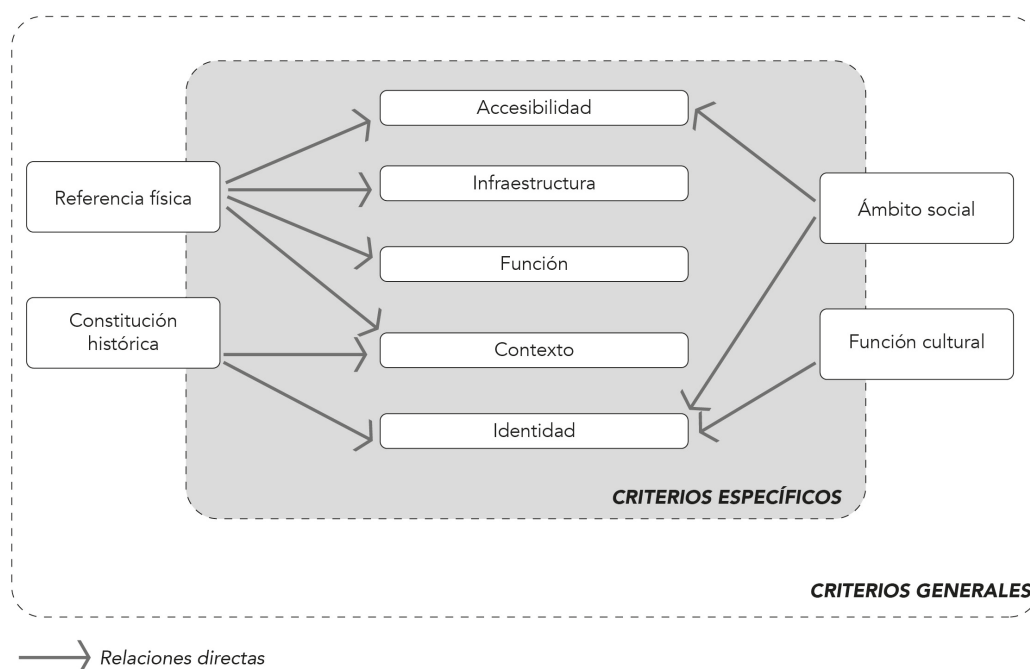 Accesibilidad
Infraestructura
Referencia física
Ámbito social
Función
Constitución
histórica
Función cultural
Contexto
Identidad
CRITERIOS ESPECÍFICOS
CRITERIOS GENERALES
Relaciones directas